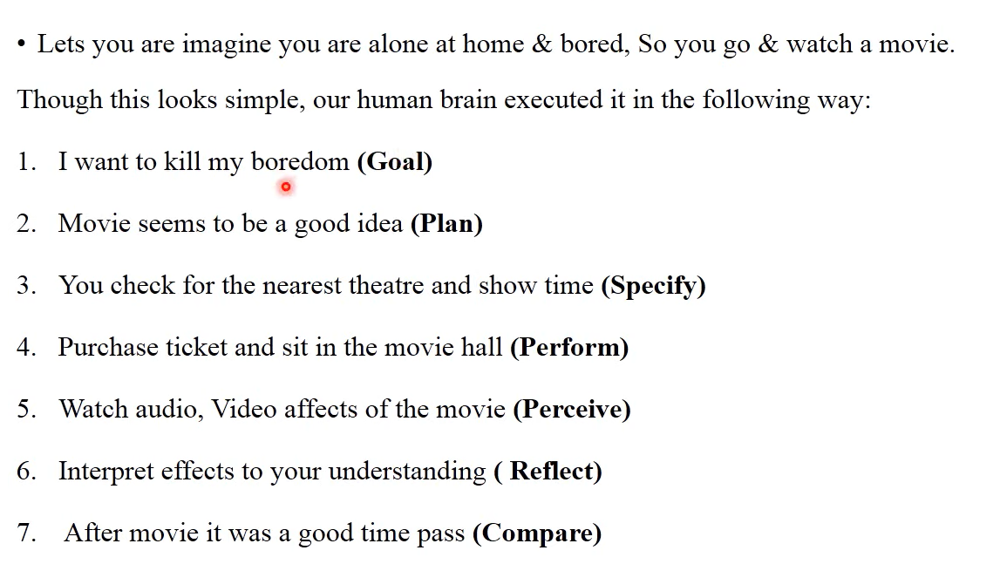 • Lets you are imagine you are alone at home & bored, So you go & watch a movie.
Though this looks simple, our human brain executed it in the following way:
1. I want to kill my boredom (Goal)
2. Movie seems to be a good idea (Plan)
3. You check for the nearest theatre and show time (Specify)
4. Purchase ticket and sit in the movie hall (Perform)
5. Watch audio, Video affects of the movie (Perceive)
6. Interpret effects to your understanding ( Reflect)
7. After movie it was a good time pass (Compare)